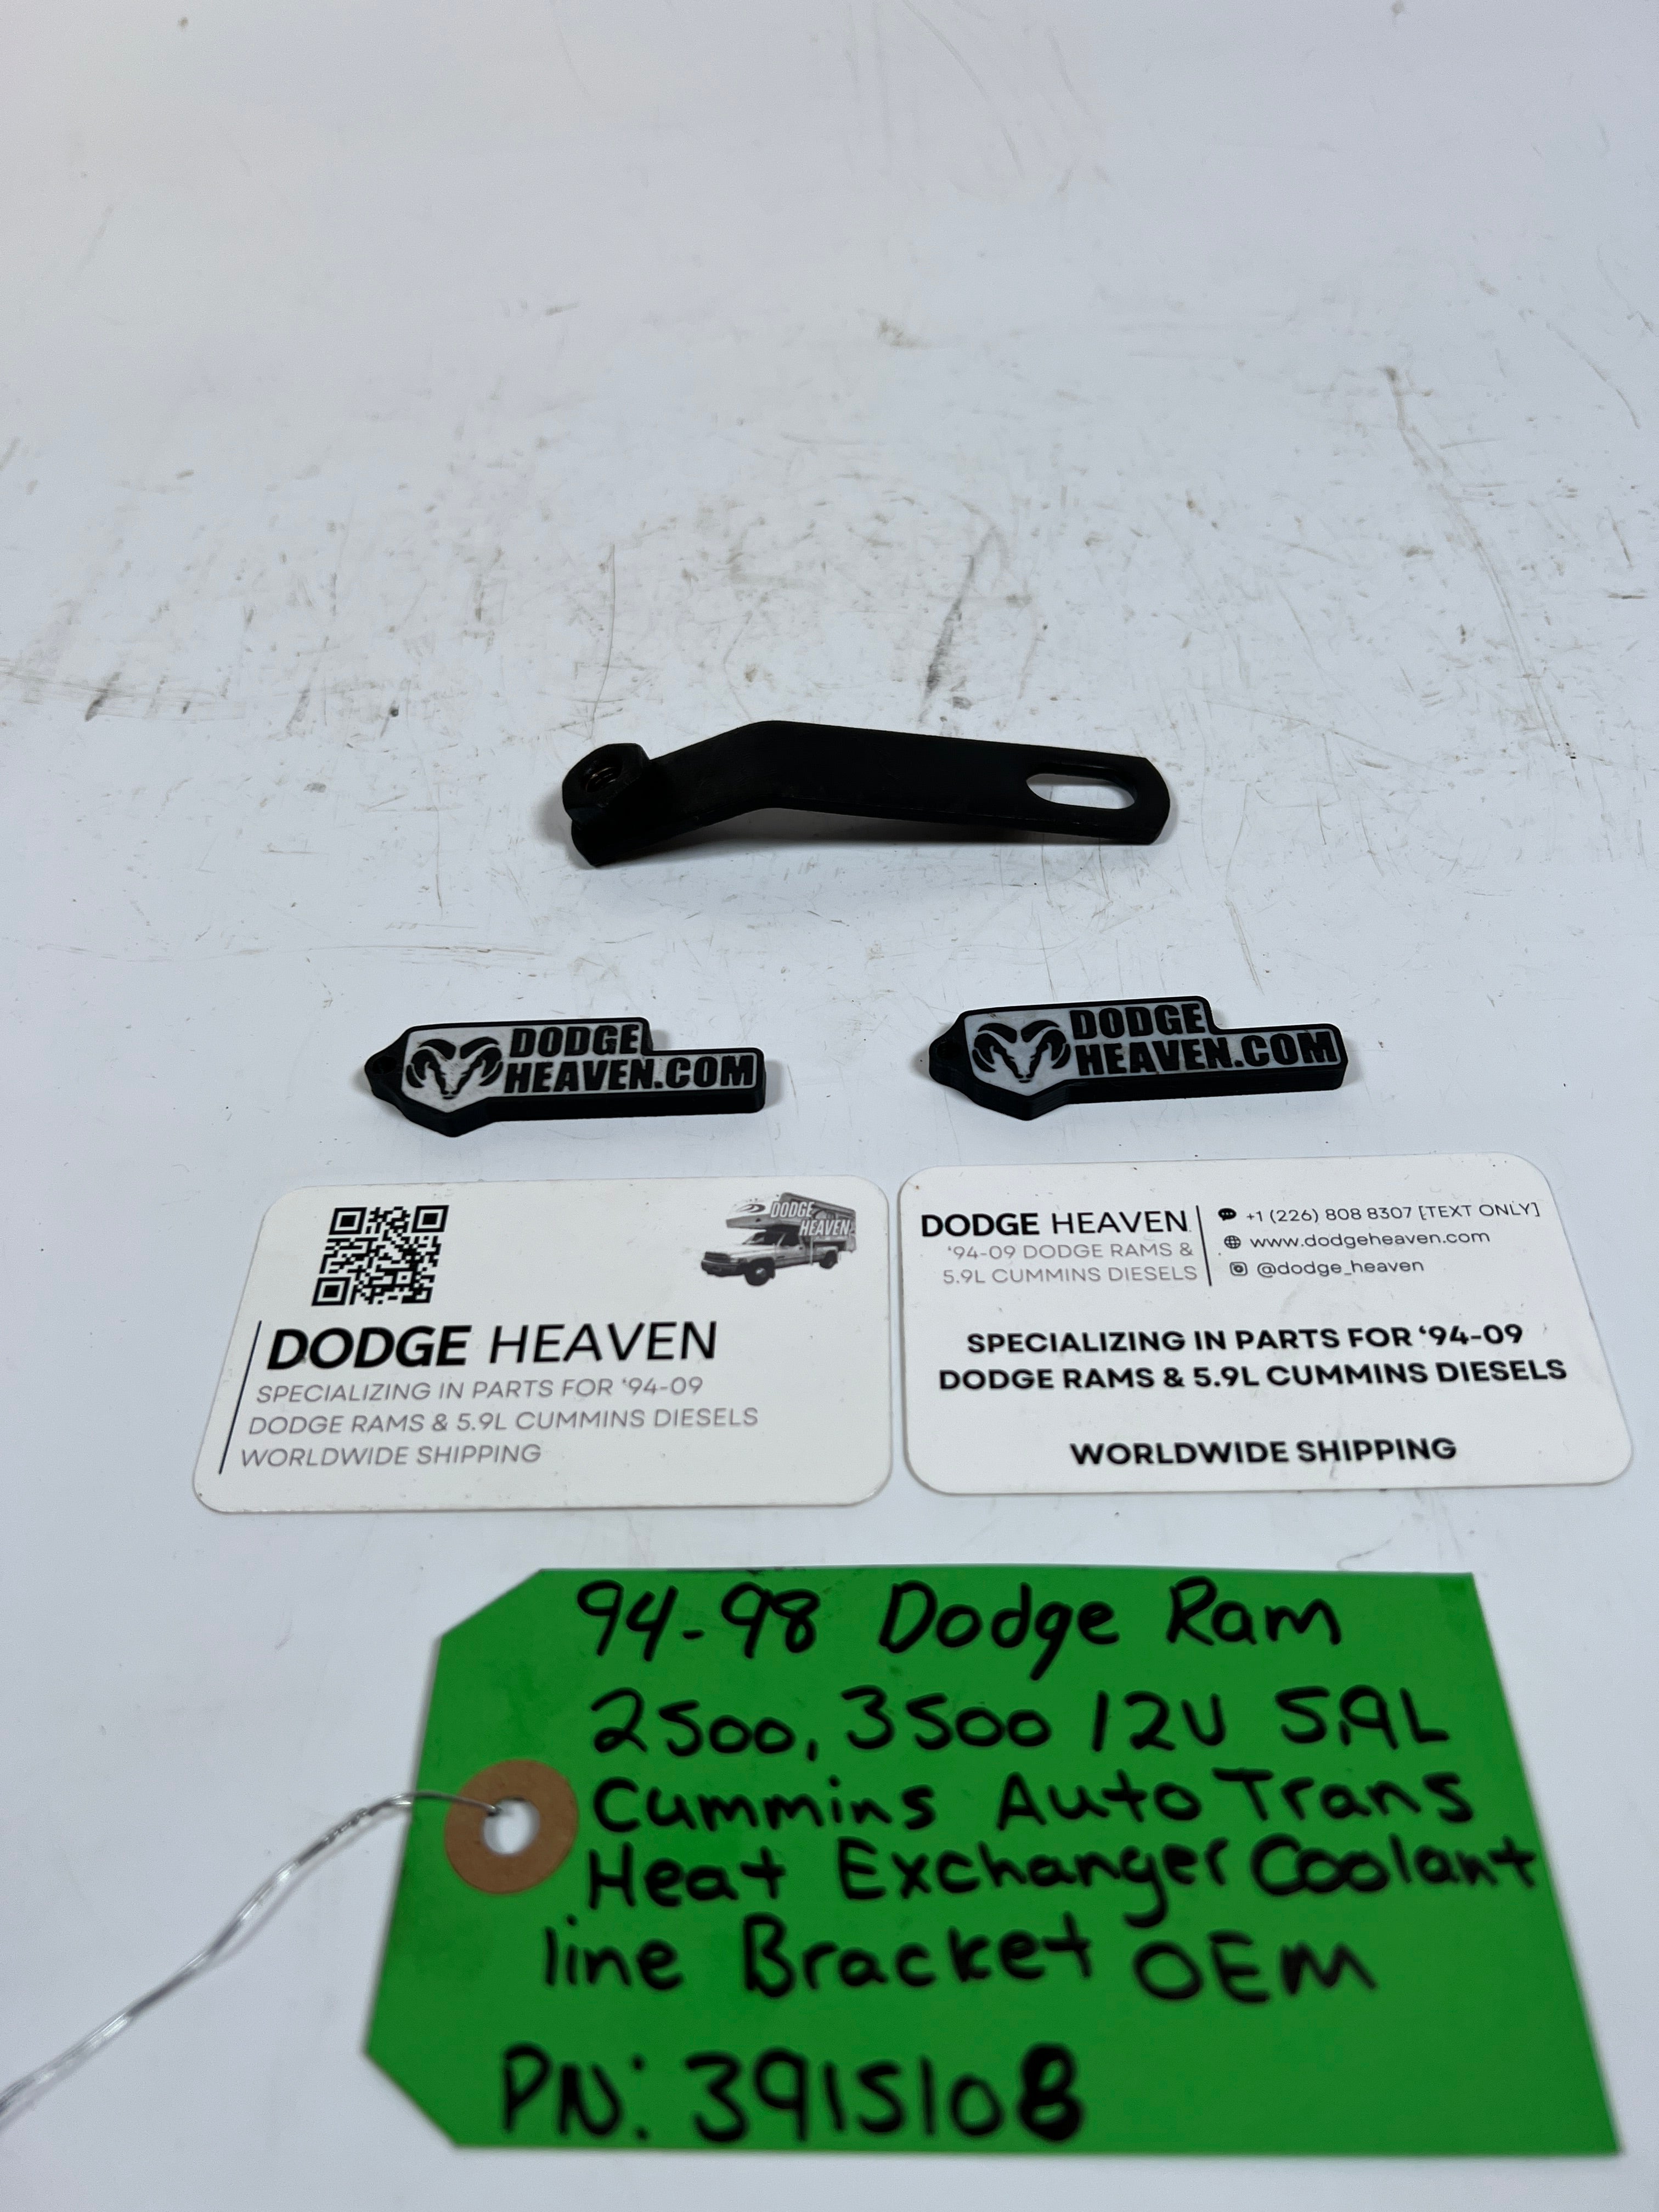 DODGE
HEAVEN.COM
DODGE
HEAVEN.COM
DODGE
HEAVEN
DODGE HEAVEN
SPECIALIZING IN PARTS FOR ‘94-09
DODGE RAMS & 5.9L CUMMINS DIESELS
WORLDWIDE SHIPPING
DODGE HEAVEN
‘94-09 DODGE RAMS &
5.9L CUMMINS DIESELS
+1 (226) 808 8307 [TEXT ONLY]
www.dodgeheaven.com
@dodge_heaven
SPECIALIZING IN PARTS FOR ‘94-09
DODGE RAMS & 5.9L CUMMINS DIESELS
WORLDWIDE SHIPPING
94-98 Dodge Ram
2500, 3500 12V 5.9L
Cummins Auto Trans
Heat Exchanger Coolant
line Bracket OEM
PN: 3915108